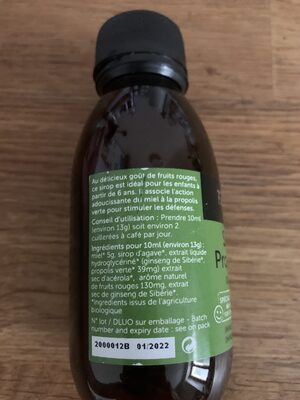 Au délicieux goût de fruits rouges,
ce sirop est idéal pour les enfants à
partir de 6 ans. Il associe l'action
adoucissante du miel à la propolis
verte pour stimuler les défenses.
Conseil d'utilisation : Prendre 10ml
(environ 13g) soit environ 2
cuillerées à café par jour.
Ingrédients pour 10ml (environ 13g) :
miel* 5g, sirop d'agave*, extrait liquide
hydroglycériné* (ginseng de Sibérie*,
propolis verte* 39mg) extrait
sec d'acérola*, arôme naturel
de fruits rouges 130mg, extrait
sec de ginseng de Sibérie*.
*Ingrédients issus de l'agriculture
biologique
N° lot / DLUO sur emballage - Batch
number and expiry date : see on pack
2000012B 01/2022
Pro